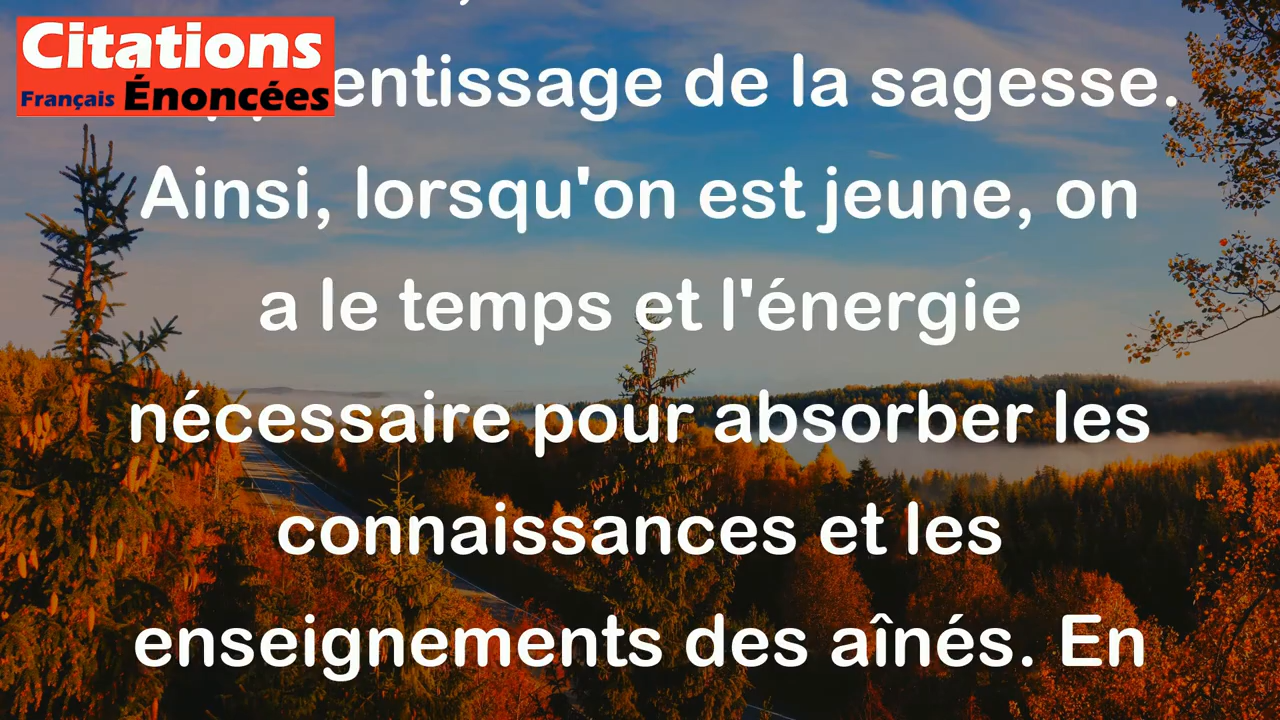 Citations
Français Énoncées
entissage de la sagesse.
Ainsi, lorsqu'on est jeune, on
a le temps et l'énergie
nécessaire pour absorber les
connaissances et les
enseignements des aînés. En